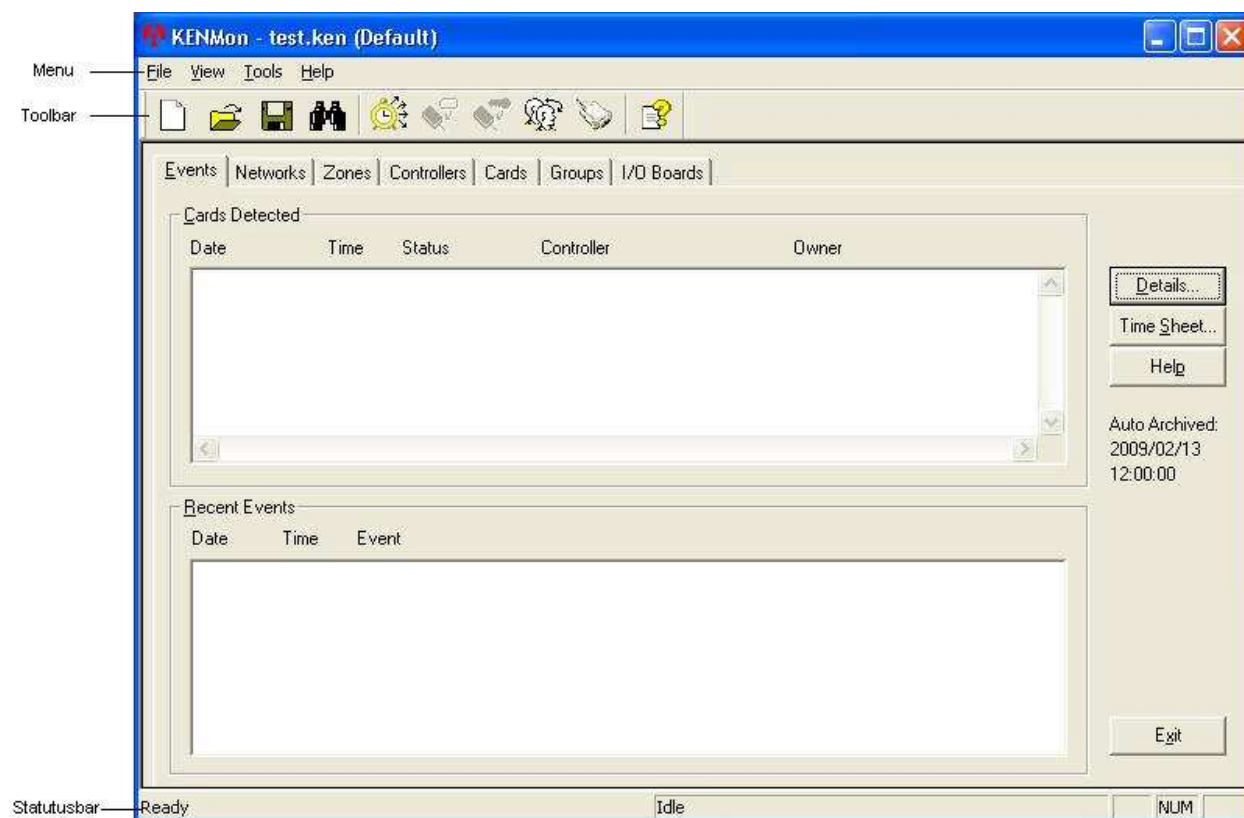 KENMon - test.ken (Default)
Menu
File View Tools Help
Toolbar
Events Networks Zones Controllers Cards Groups I/O Boards
Cards Detected
Date Time Status Controller Owner
Details...
Time Sheet...
Help
Auto Archived:
2009/02/13
12:00:00
Recent Events
Date Time Event
Exit
Statutusbar
Ready Idle NUM